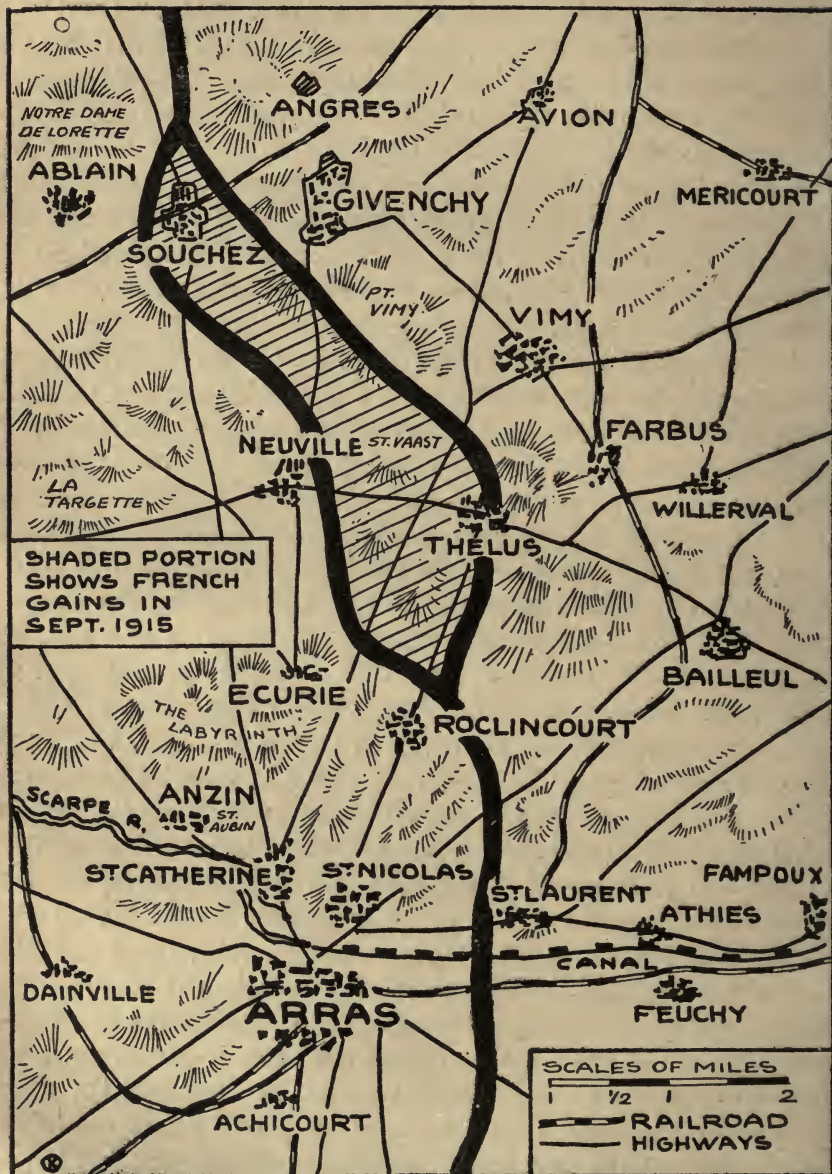 NOTRE DAME
DE LORETTE
ABLAIN
ANGRES
AVION
MERICOURT
GIVENCHY
SOUCHEZ
PT.
VIMY
VIMY
NEUVILLE ST. VAAST
FARBUS
LA
TARGETTE
WILLERVAL
THELUS
SHADED PORTION
SHOWS FRENCH
GAINS IN
SEPT. 1915
BAILLEUL
ECURIE
THE
LABYRINTH
ROCLINCOURT
SCARPE R.
ANZIN
ST.
AUBIN
ST. CATHERINE
ST. NICOLAS
ST. LAURENT
FAMPOUX
ATHIES
CANAL
DAINVILLE
ARRAS
FEUCHY
ACHICOURT
SCALES OF MILES
1 1/2 1 2
RAILROAD
HIGHWAYS
R